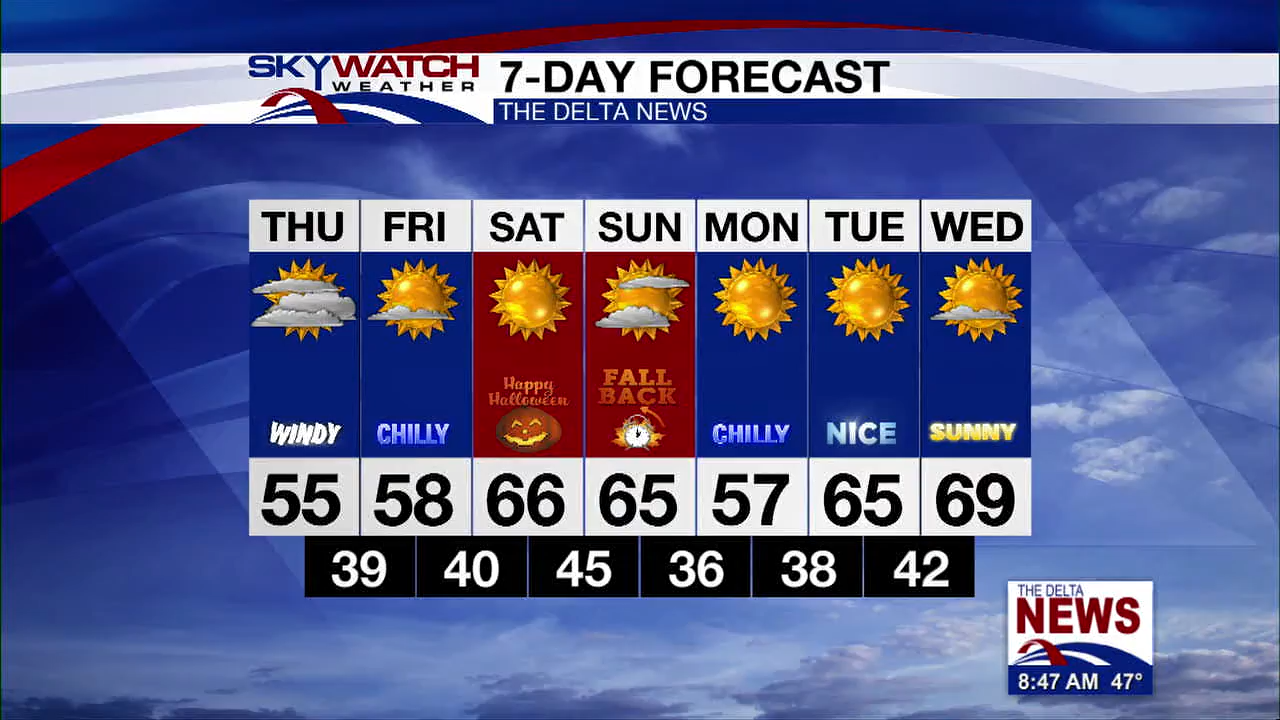 SKYWATCH
WEATHER
7-DAY FORECAST
THE DELTA NEWS
THU FRI SAT SUN MON TUE WED
Happy
Halloween
FALL
BACK
WINDY CHILLY CHILLY NICE SUNNY
55 58 66 65 57 65 69
39 40 45 36 38 42
THE DELTA
NEWS
8:47 AM 47°